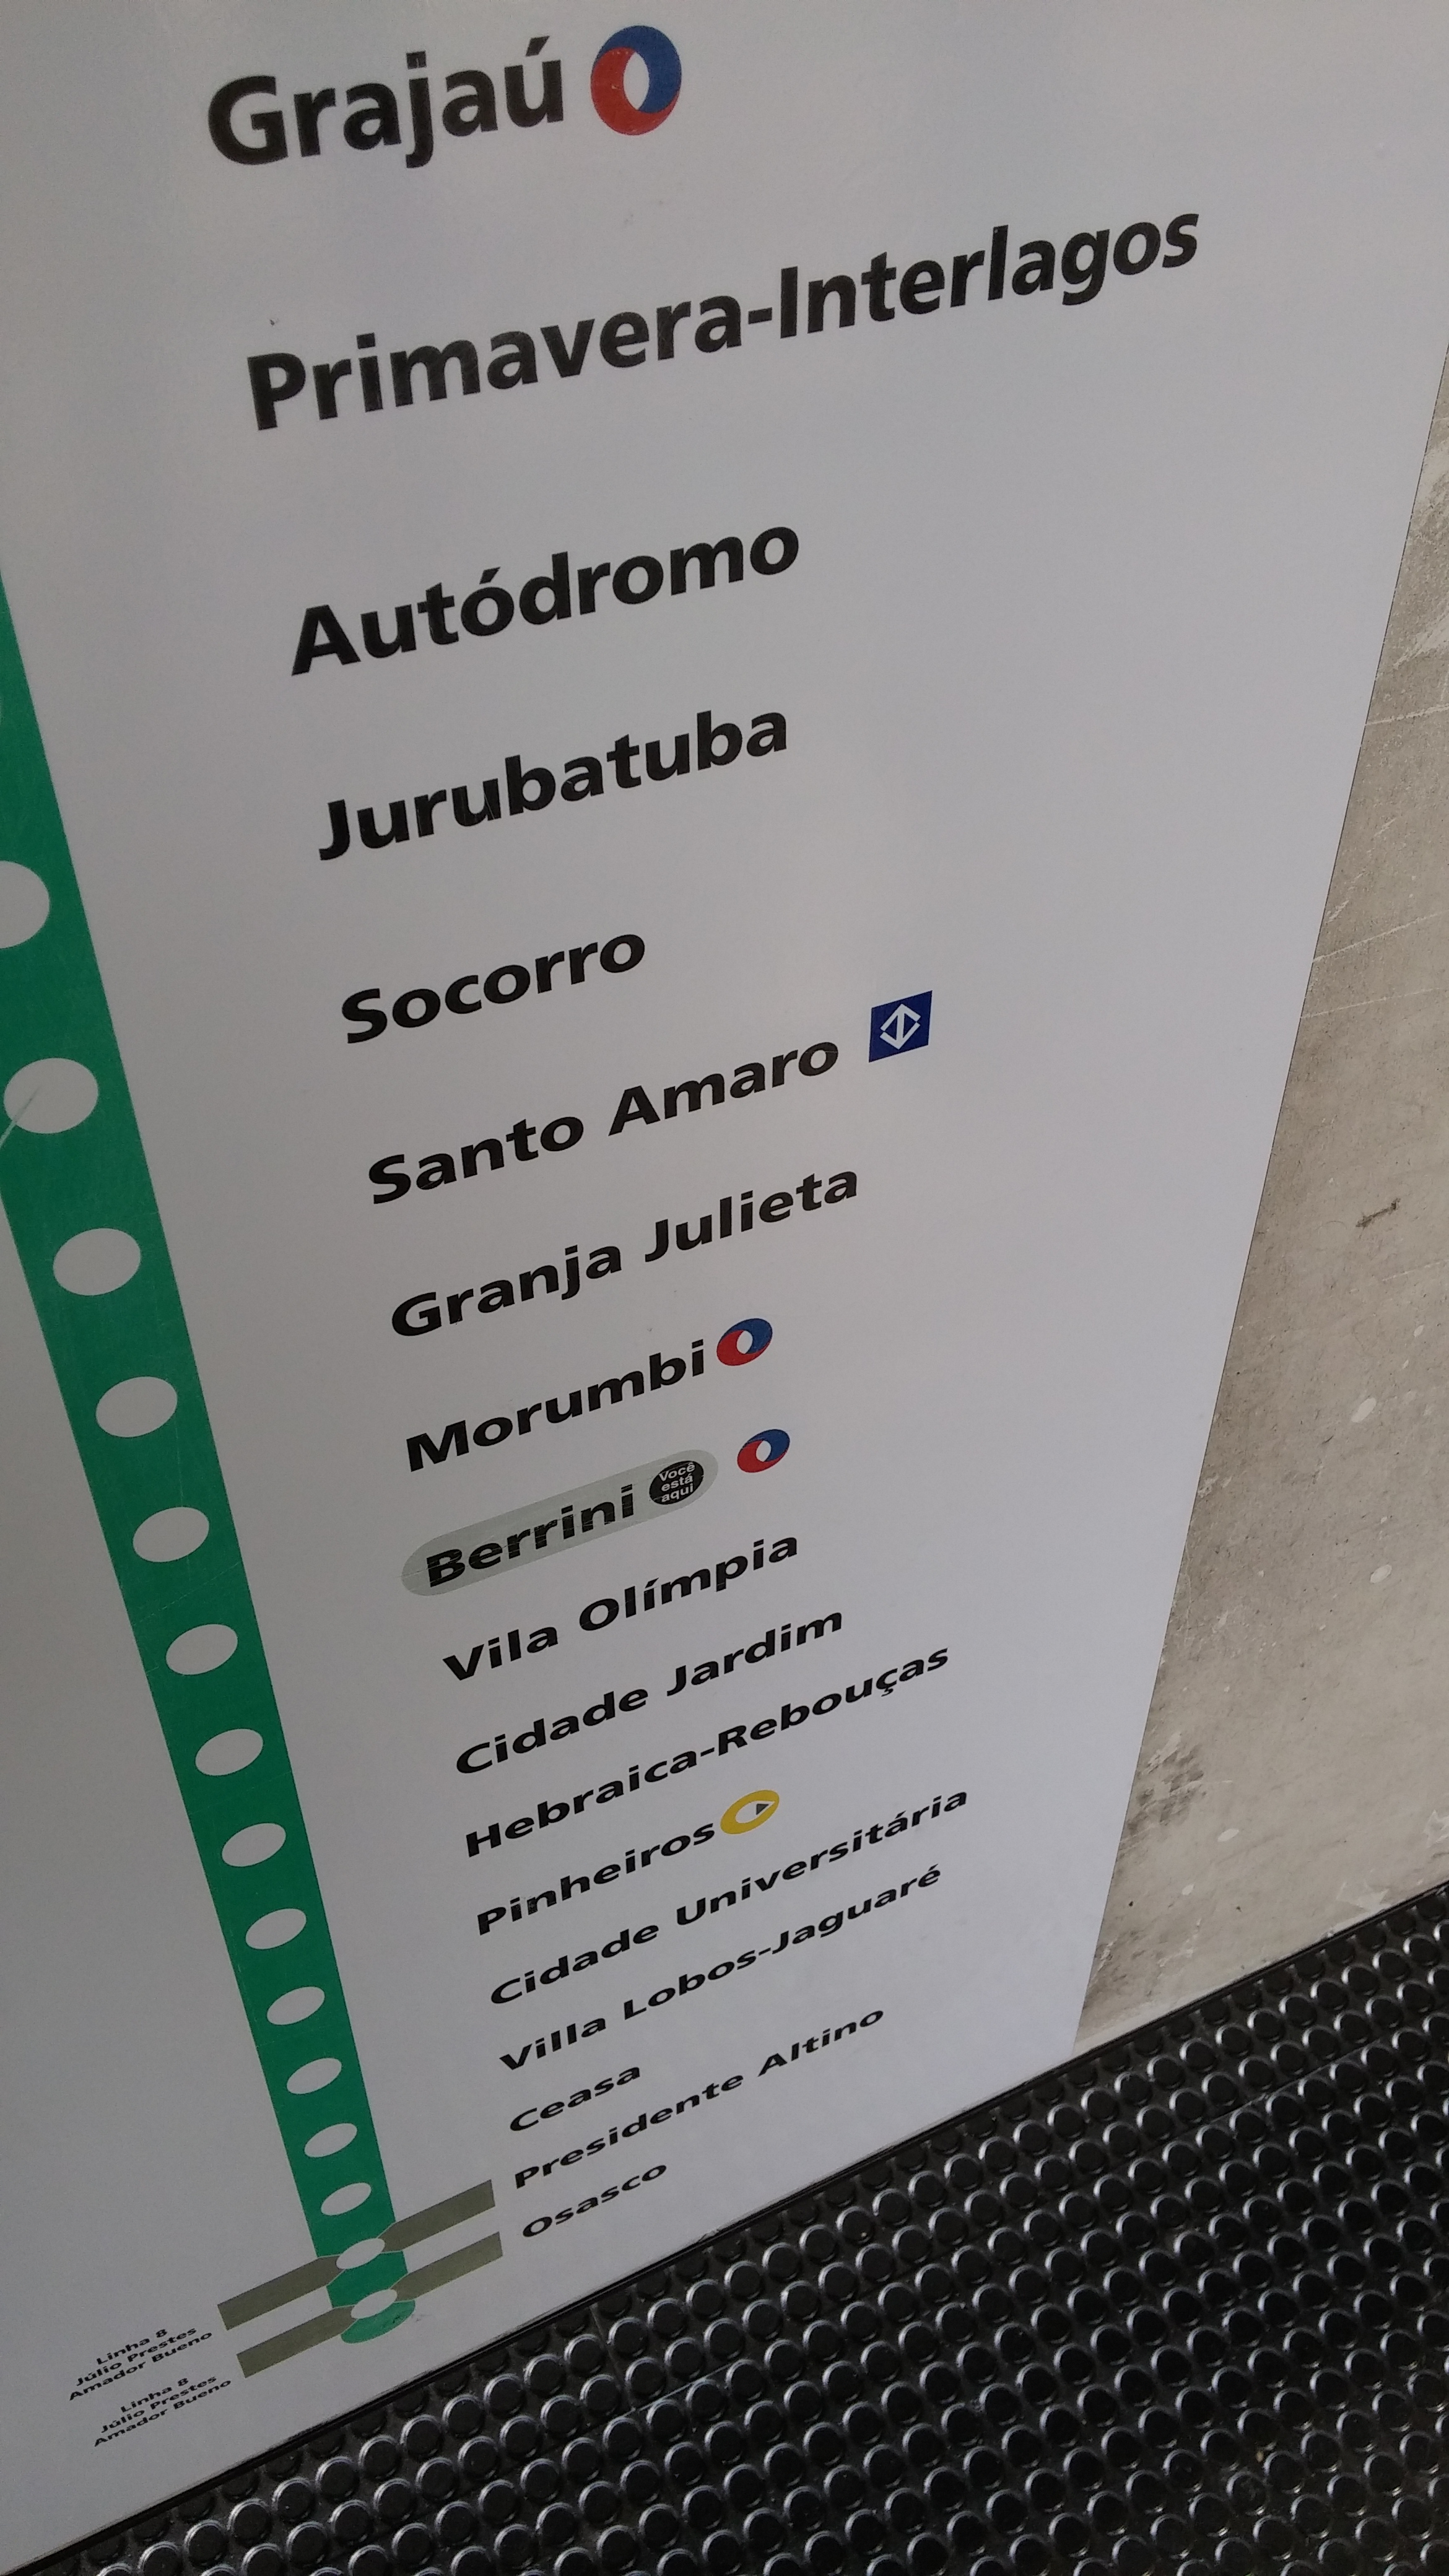 Grajaú
Primavera-Interlagos
Autódromo
Jurubatuba
Socorro
Santo Amaro
Granja Julieta
Morumbi
Berrini
Você
está
aqui
Vila Olímpia
Cidade Jardim
Hebraica-Rebouças
Pinheiros
Cidade Universitária
Villa Lobos-Jaguaré
Ceasa
Presidente Altino
Osasco
Linha 8
Júlio Prestes
Amador Bueno
Linha 8
Júlio Prestes
Amador Bueno